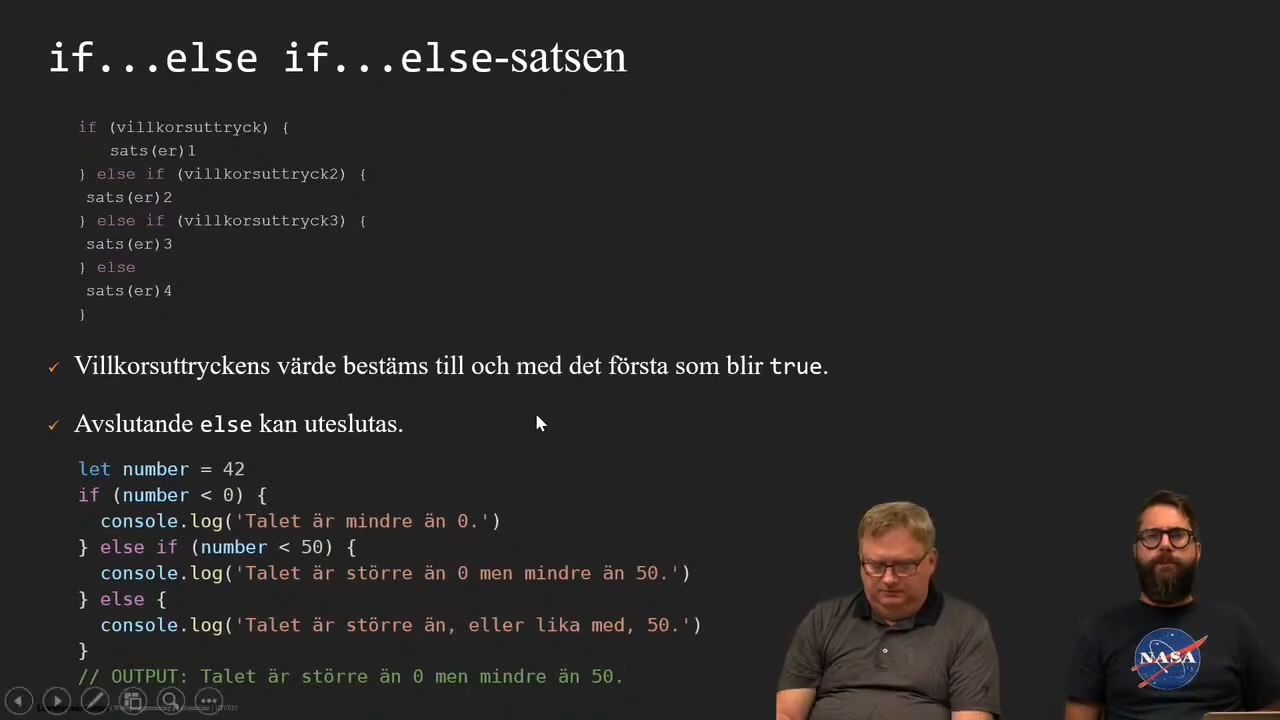 if...else if...else-satsen
if (villkorsuttryck) {
sats(er)1
} else if (villkorsuttryck2) {
sats(er)2
} else if (villkorsuttryck3) {
sats(er)3
} else
sats(er)4
}
Villkorsuttryckens värde bestäms till och med det första som blir true.
Avslutande else kan uteslutas.
let number = 42
if (number < 0) {
console.log('Talet är mindre än 0.')
} else if (number < 50) {
console.log('Talet är större än 0 men mindre än 50.')
} else {
console.log('Talet är större än, eller lika med, 50.')
}
// OUTPUT: Talet är större än 0 men mindre än 50.
NASA